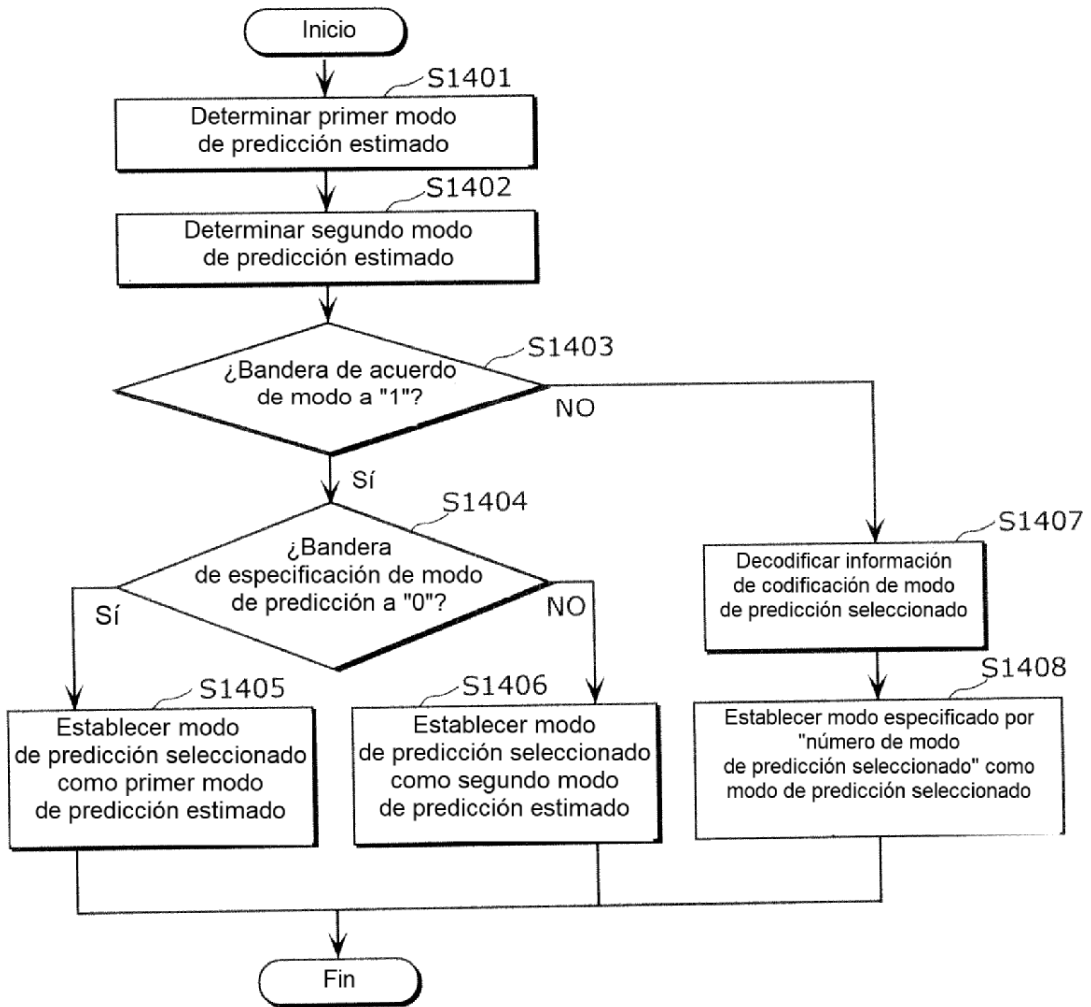 Inicio
S1401
Determinar primer modo
de predicción estimado
S1402
Determinar segundo modo
de predicción estimado
S1403
¿Bandera de acuerdo
de modo a "1"?
NO
Sí
S1404
¿Bandera
de especificación de modo
de predicción a "0"?
Sí
NO
S1407
Decodificar información
de codificación de modo
de predicción seleccionado
S1405
Establecer modo
de predicción seleccionado
como primer modo
de predicción estimado
S1406
Establecer modo
de predicción seleccionado
como segundo modo
de predicción estimado
S1408
Establecer modo especificado por
"número de modo
de predicción seleccionado" como
modo de predicción seleccionado
Fin